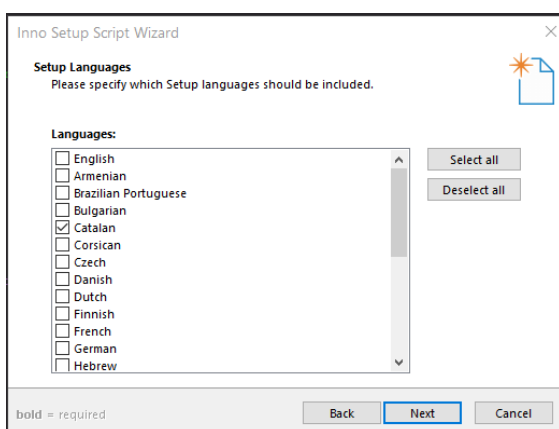 Inno Setup Script Wizard
Setup Languages
Please specify which Setup languages should be included.
Languages:
English
Armenian
Brazilian Portuguese
Bulgarian
Catalan
Corsican
Czech
Danish
Dutch
Finnish
French
German
Hebrew
Select all
Deselect all
bold = required
Back
Next
Cancel